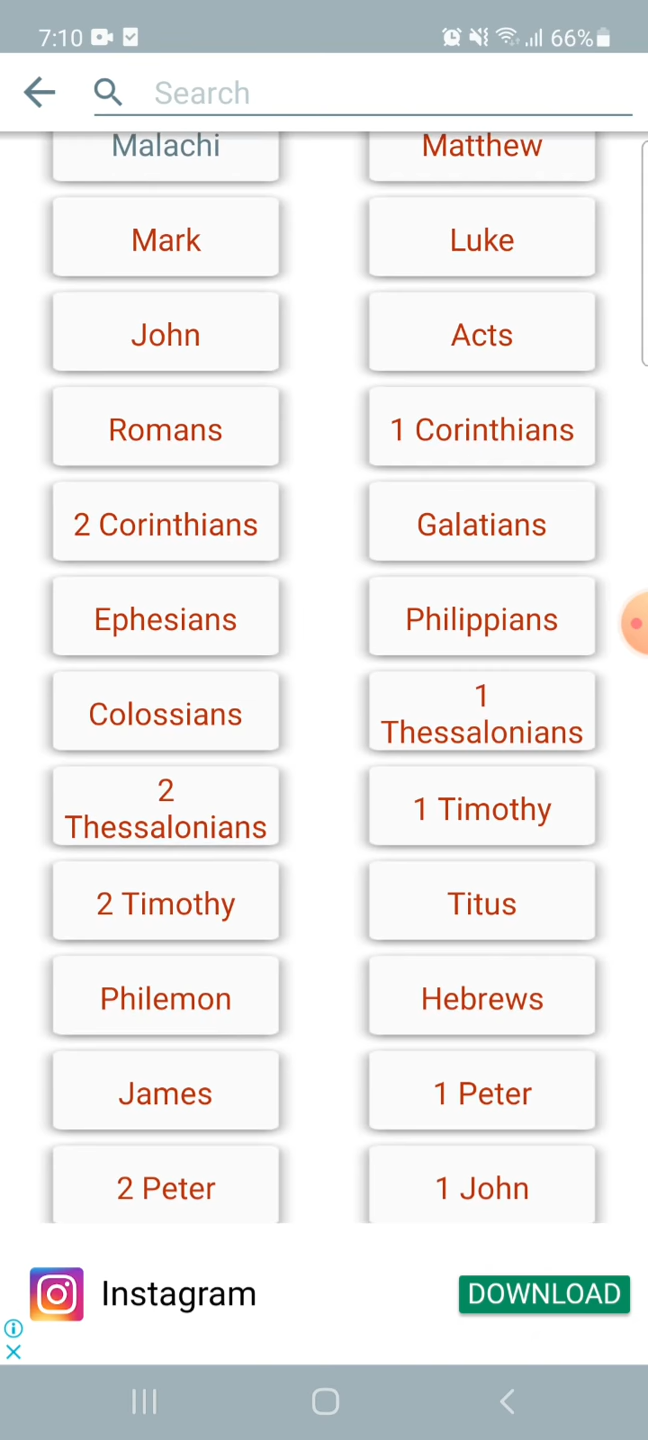 7:10 66%
Search
Malachi Matthew
Mark Luke
John Acts
Romans 1 Corinthians
2 Corinthians Galatians
Ephesians Philippians
Colossians 1
Thessalonians
2
Thessalonians 1 Timothy
2 Timothy Titus
Philemon Hebrews
James 1 Peter
2 Peter 1 John
Instagram DOWNLOAD